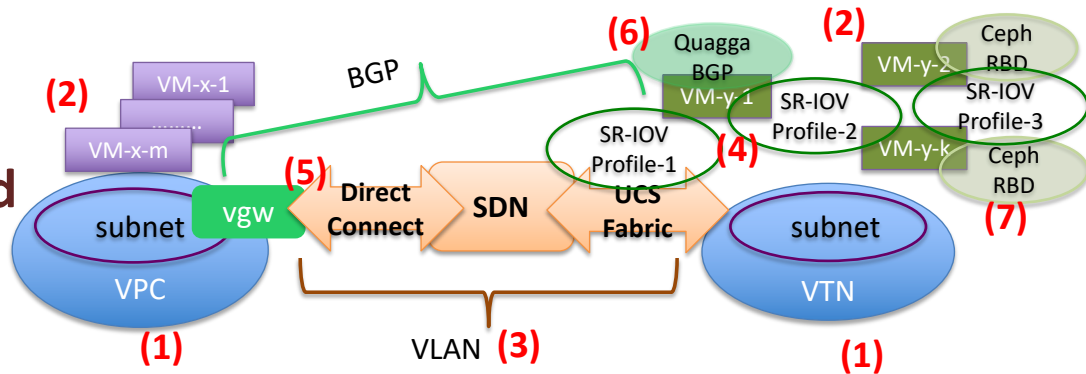 (6)
Quagga
BGP
(2)
Ceph
RBD
BGP
VM-y-2
(2)
VM-x-1
........
VM-x-m
VM-y-1
SR-IOV
Profile-2
SR-IOV
Profile-3
SR-IOV
Profile-1
(4)
VM-y-k
Ceph
RBD
(7)
d
(5)
subnet
vgw
Direct
Connect
SDN
UCS
Fabric
subnet
VPC
VTN
(1)
VLAN
(3)
(1)